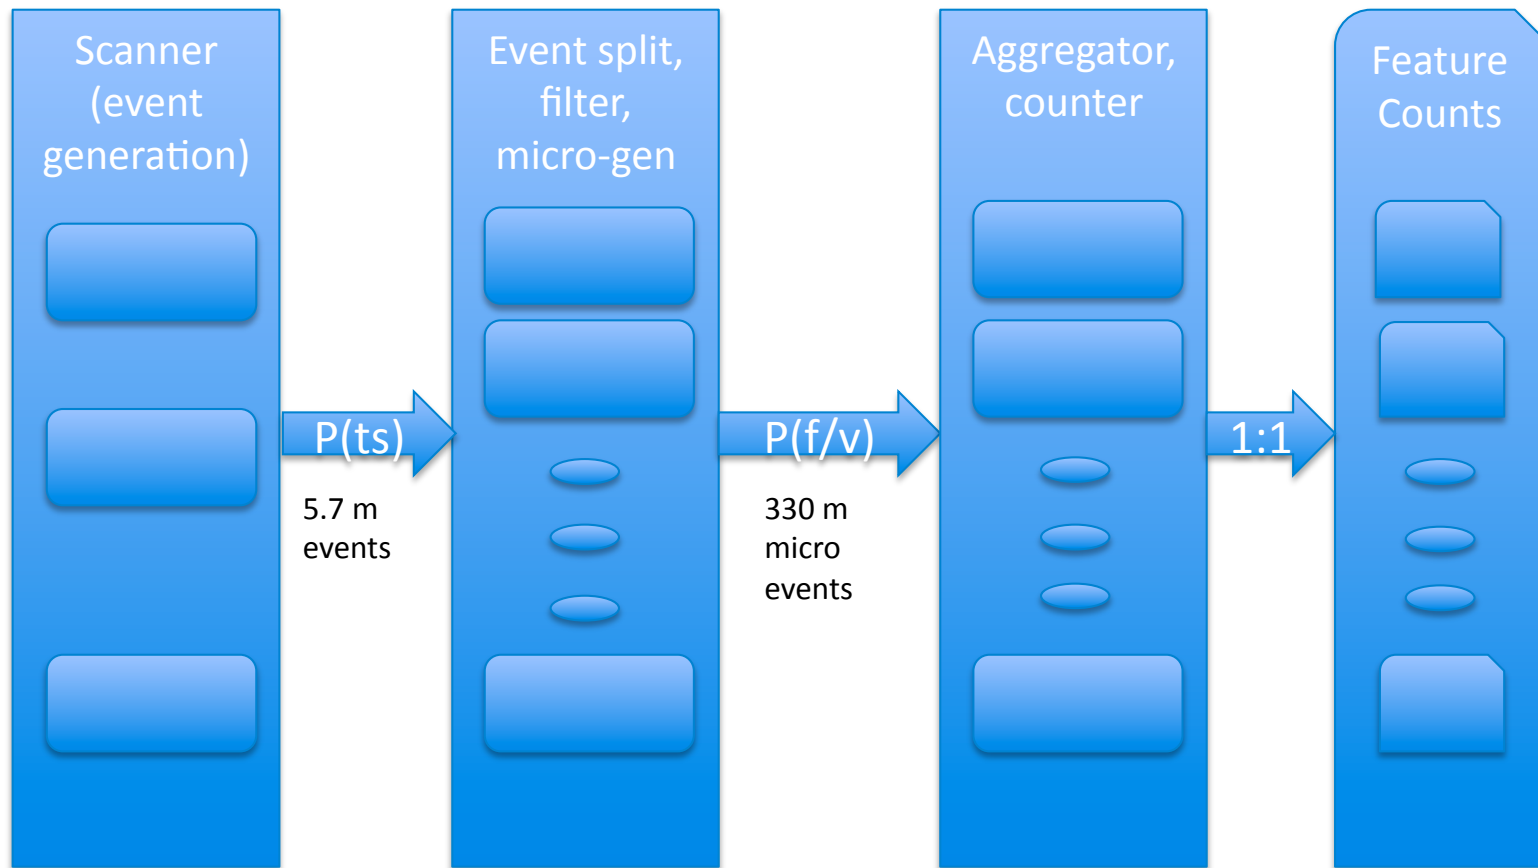 Scanner
(event
generation)
Event split,
filter,
micro-gen
Aggregator,
counter
Feature
Counts
P(ts)
5.7 m
events
P(f/v)
330 m
micro
events
1:1